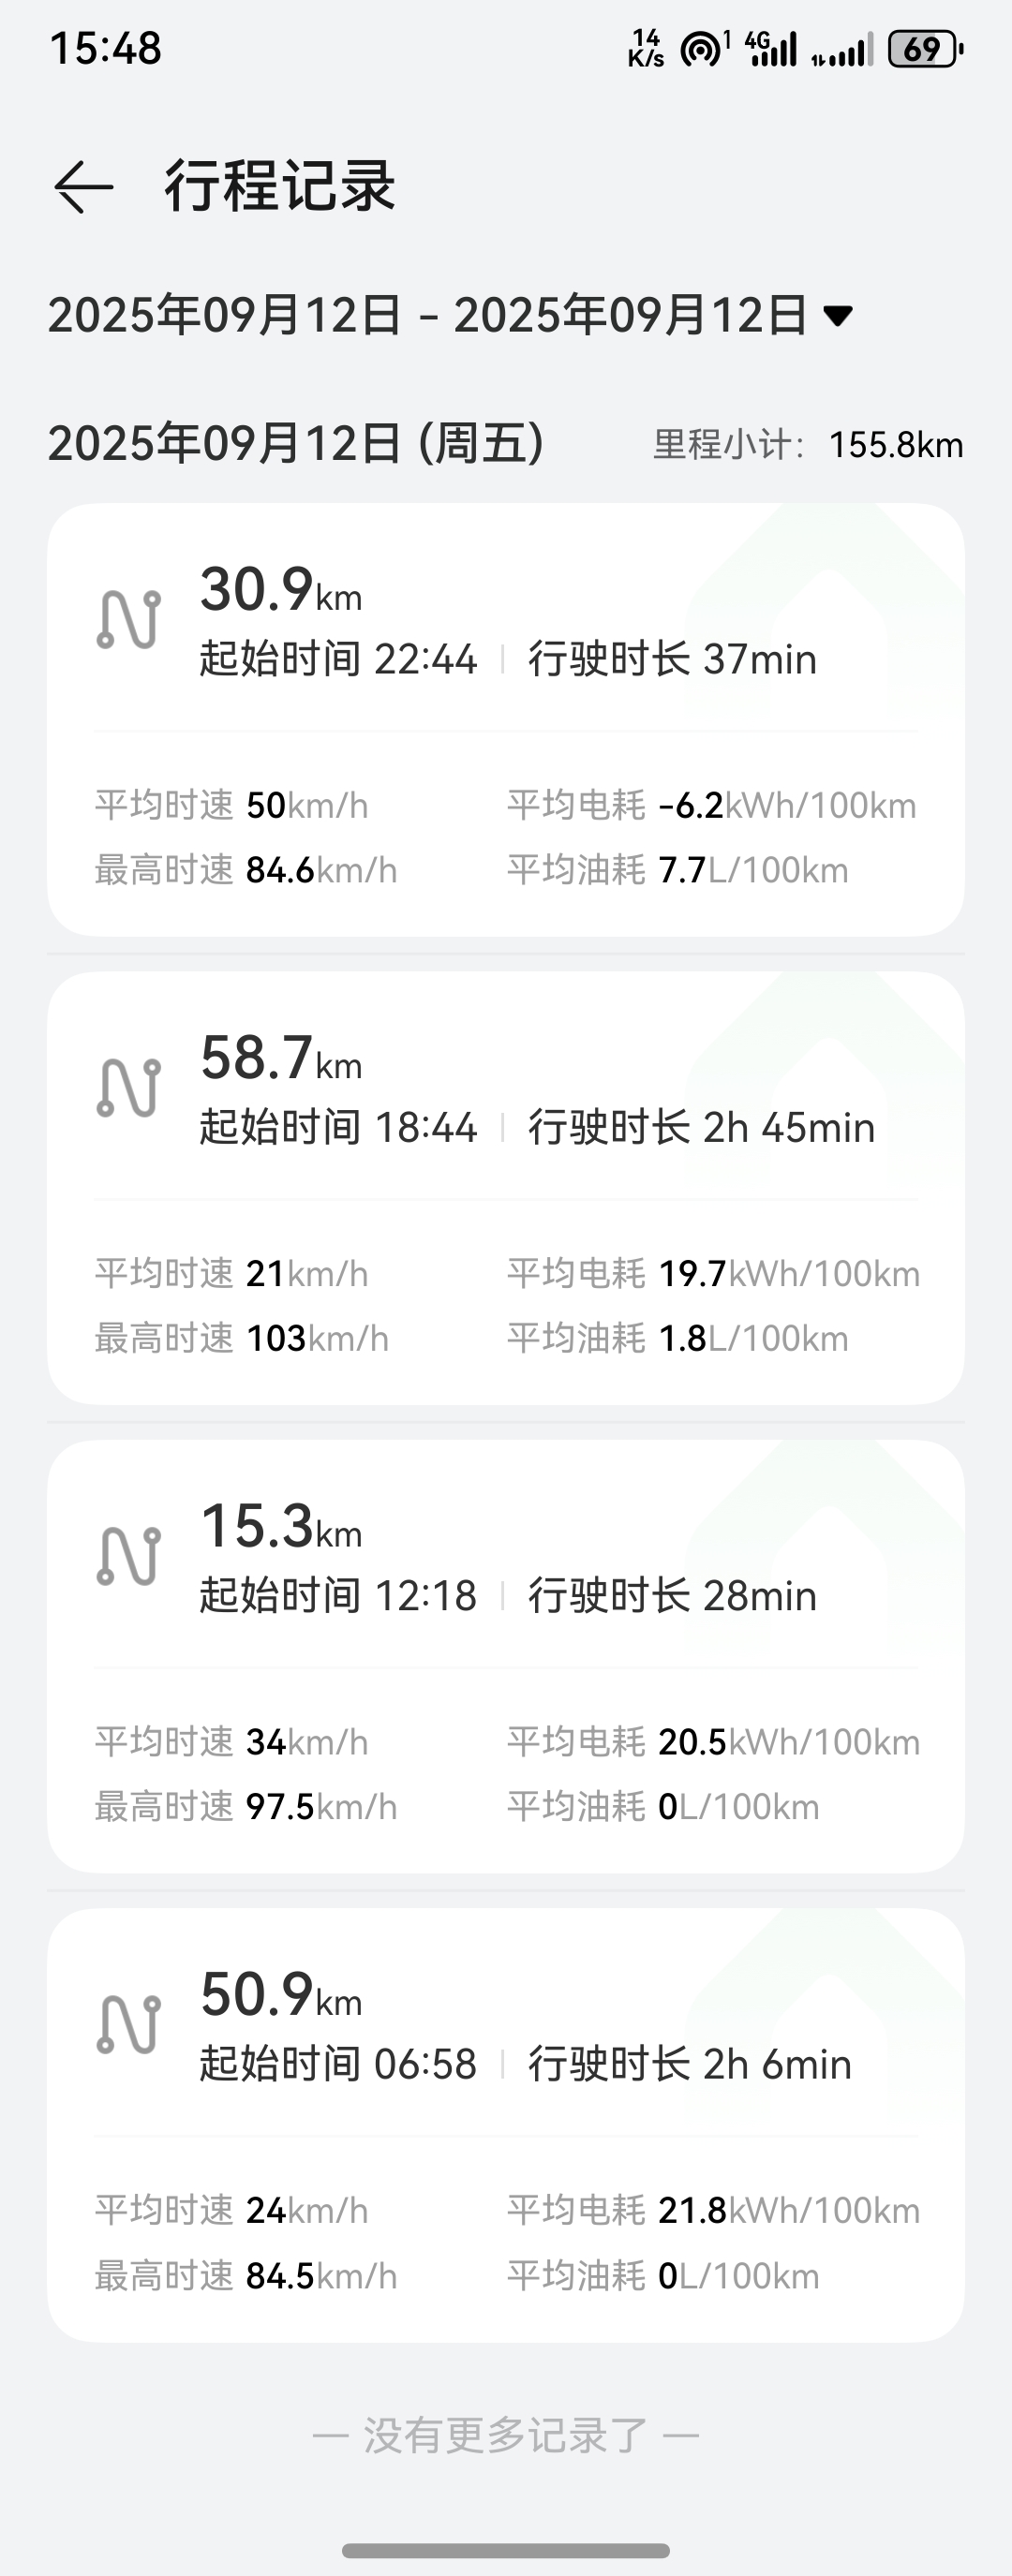 15:48
14 K/s 1 4G 69
行程记录
2025年09月12日 - 2025年09月12日
2025年09月12日 (周五) 里程小计： 155.8km
30.9km
起始时间 22:44 行驶时长 37min
平均时速 50km/h 平均电耗 -6.2kWh/100km
最高时速 84.6km/h 平均油耗 7.7L/100km
58.7km
起始时间 18:44 行驶时长 2h 45min
平均时速 21km/h 平均电耗 19.7kWh/100km
最高时速 103km/h 平均油耗 1.8L/100km
15.3km
起始时间 12:18 行驶时长 28min
平均时速 34km/h 平均电耗 20.5kWh/100km
最高时速 97.5km/h 平均油耗 0L/100km
50.9km
起始时间 06:58 行驶时长 2h 6min
平均时速 24km/h 平均电耗 21.8kWh/100km
最高时速 84.5km/h 平均油耗 0L/100km
— 没有更多记录了 —